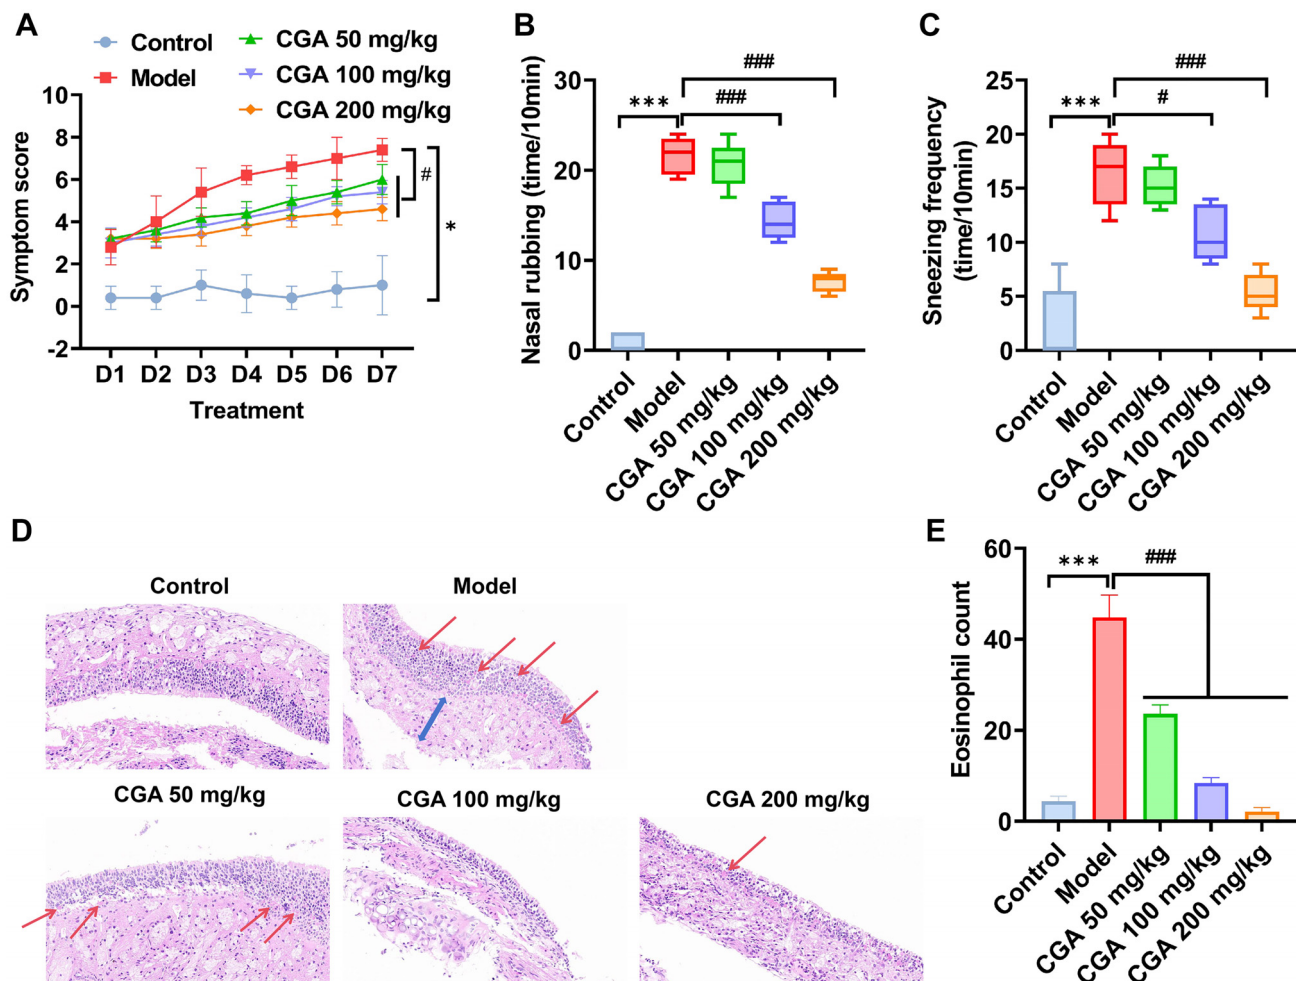 A
Control
Model
CGA 50 mg/kg
CGA 100 mg/kg
CGA 200 mg/kg
Symptom score
10
8
6
4
2
0
-2
#
*
D1 D2 D3 D4 D5 D6 D7
Treatment
B
Nasal rubbing (time/10min)
30
20
10
0
***
###
###
Control
Model
CGA 50 mg/kg
CGA 100 mg/kg
CGA 200 mg/kg
C
Sneezing frequency
(time/10min)
25
20
15
10
5
0
***
#
###
Control
Model
CGA 50 mg/kg
CGA 100 mg/kg
CGA 200 mg/kg
D
Control
Model
CGA 50 mg/kg
CGA 100 mg/kg
CGA 200 mg/kg
E
Eosinophil count
60
40
20
0
***
###
Control
Model
CGA 50 mg/kg
CGA 100 mg/kg
CGA 200 mg/kg